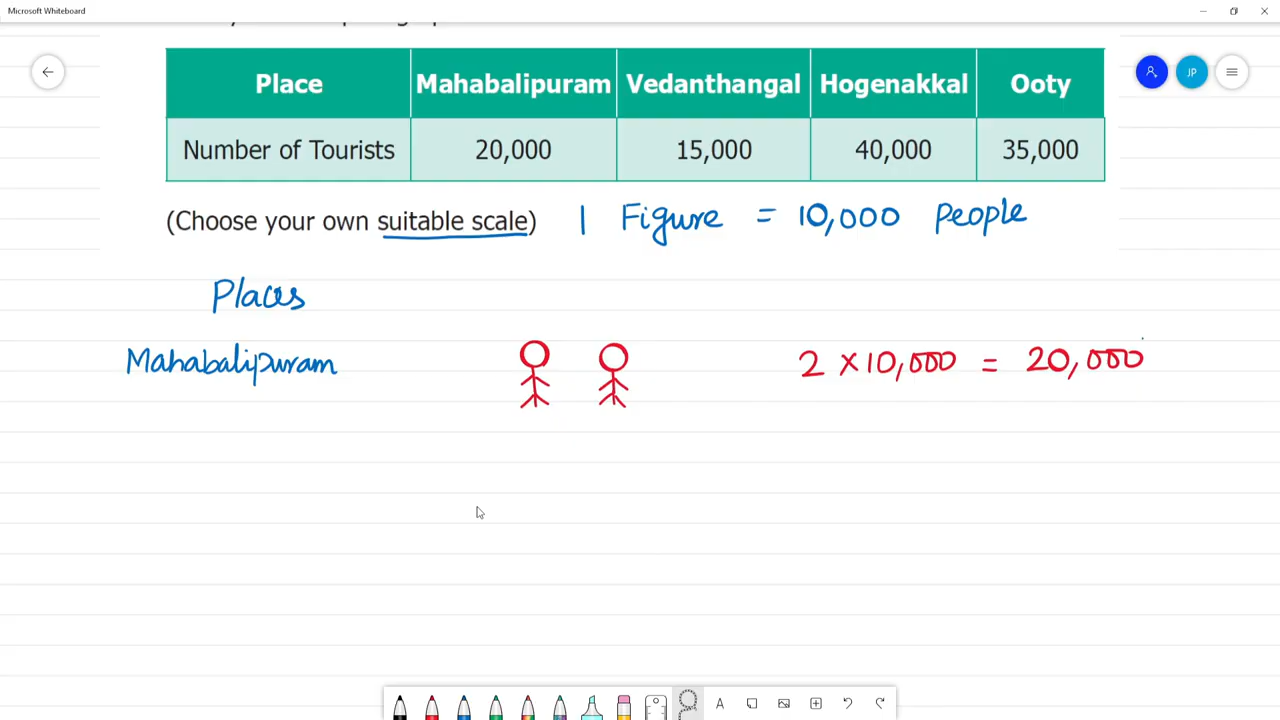 Microsoft Whiteboard
JP
Place Mahabalipuram Vedanthangal Hogenakkal Ooty
Number of Tourists 20,000 15,000 40,000 35,000
(Choose your own suitable scale) 1 Figure = 10,000 People
Places
Mahabalipuram 2 × 10,000 = 20,000
A